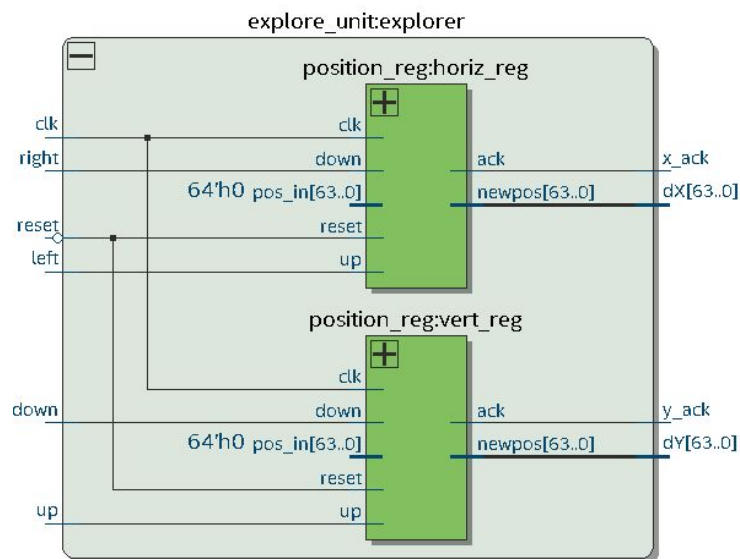 explore_unit:explorer
position_reg:horiz_reg
clk clk
right down ack x_ack
64'h0 pos_in[63..0] newpos[63..0] dX[63..0]
reset reset
left up
position_reg:vert_reg
clk
down down ack y_ack
64'h0 pos_in[63..0] newpos[63..0] dY[63..0]
reset
up up